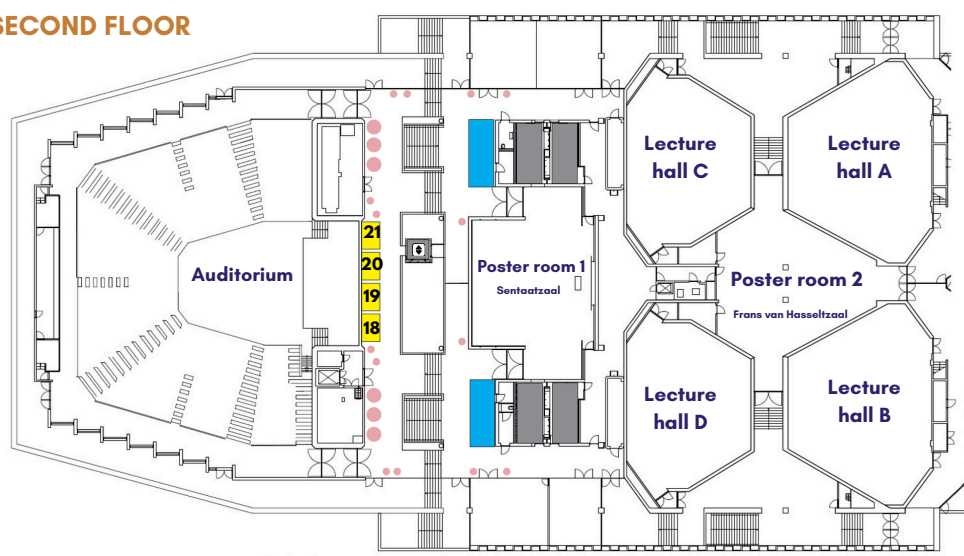 SECOND FLOOR
Lecture
hall C
Lecture
hall A
21
20
19
18
Auditorium
Poster room 1
Sentaatzaal
Poster room 2
Frans van Hasseltzaal
Lecture
hall D
Lecture
hall B